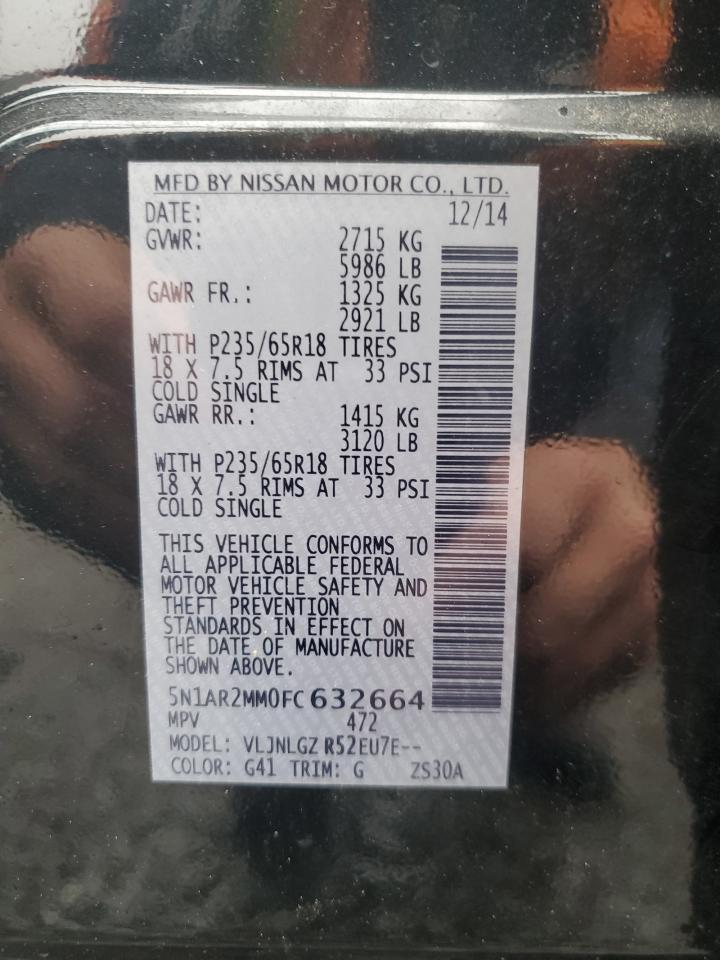 MFD BY NISSAN MOTOR CO., LTD.
DATE: 12/14
GVWR: 2715 KG
5986 LB
GAWR FR.: 1325 KG
2921 LB
WITH P235/65R18 TIRES
18 X 7.5 RIMS AT 33 PSI
COLD SINGLE
GAWR RR.: 1415 KG
3120 LB
WITH P235/65R18 TIRES
18 X 7.5 RIMS AT 33 PSI
COLD SINGLE
THIS VEHICLE CONFORMS TO
ALL APPLICABLE FEDERAL
MOTOR VEHICLE SAFETY AND
THEFT PREVENTION
STANDARDS IN EFFECT ON
THE DATE OF MANUFACTURE
SHOWN ABOVE.
5N1AR2MM0FC632664
MPV 472
MODEL: VLJNLGZ R52EU7E--
COLOR: G41 TRIM: G ZS30A